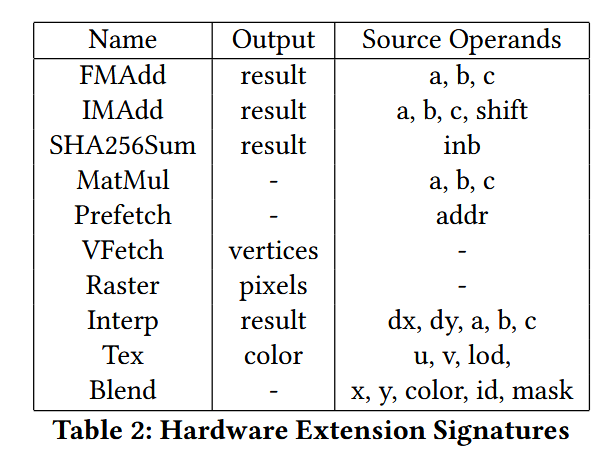 Name Output Source Operands
FMAdd result a, b, c
IMAdd result a, b, c, shift
SHA256Sum result inb
MatMul - a, b, c
Prefetch - addr
VFetch vertices -
Raster pixels -
Interp result dx, dy, a, b, c
Tex color u, v, lod,
Blend - x, y, color, id, mask
Table 2: Hardware Extension Signatures